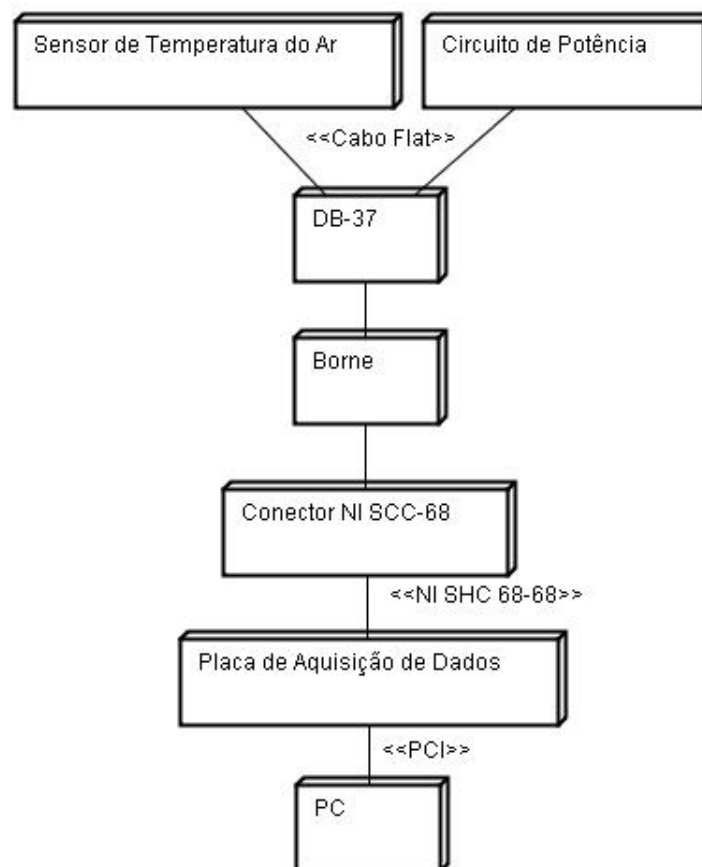 Sensor de Temperatura do Ar
Circuito de Potência
<<Cabo Flat>>
DB-37
Borne
Conector NI SCC-68
<<NI SHC 68-68>>
Placa de Aquisição de Dados
<<PCI>>
PC